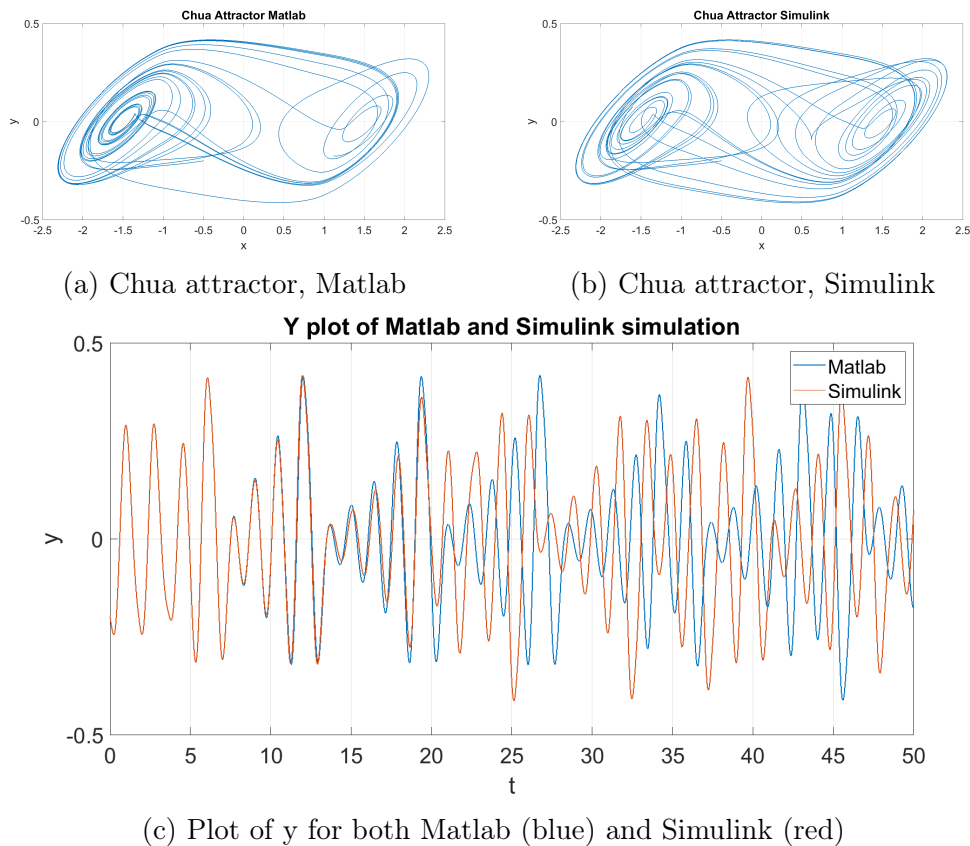 Chua Attractor Matlab
0.5
y
0
-0.5
-2.5 -2 -1.5 -1 -0.5 0 0.5 1 1.5 2 2.5
x
(a) Chua attractor, Matlab
Chua Attractor Simulink
0.5
y
0
-0.5
-2.5 -2 -1.5 -1 -0.5 0 0.5 1 1.5 2 2.5
x
(b) Chua attractor, Simulink
Y plot of Matlab and Simulink simulation
0.5
Matlab
Simulink
y
0
-0.5
0 5 10 15 20 25 30 35 40 45 50
t
(c) Plot of y for both Matlab (blue) and Simulink (red)